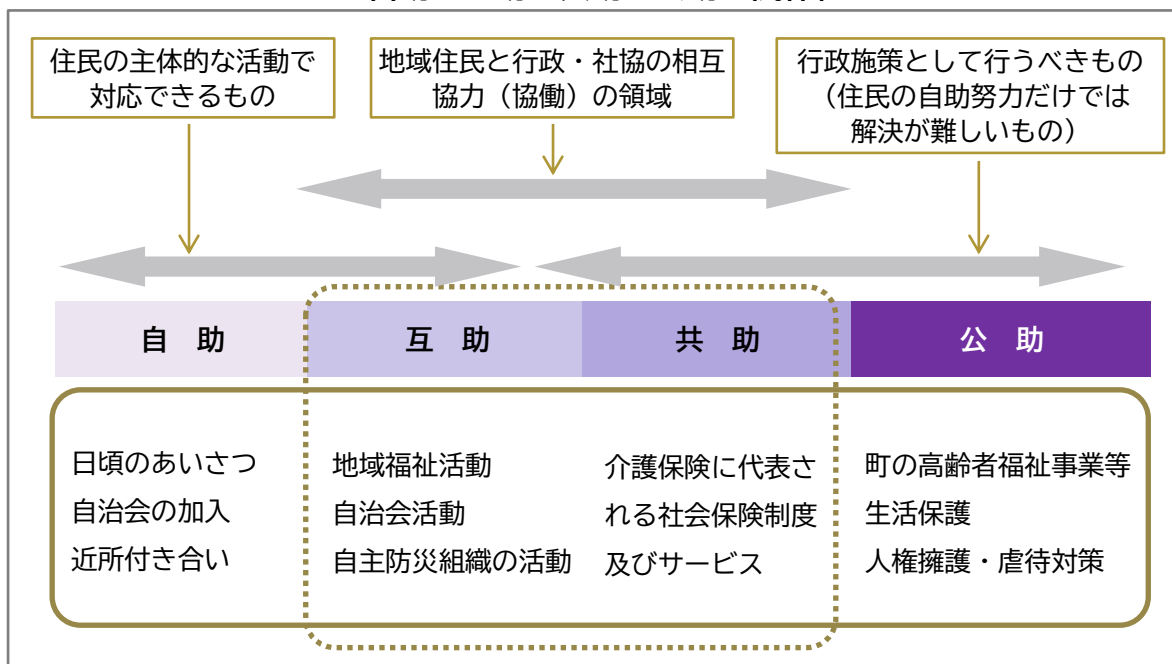 住民の主体的な活動で
対応できるもの
地域住民と行政・社協の相互
協力（協働）の領域
行政施策として行うべきもの
（住民の自助努力だけでは
解決が難しいもの）
自　助
互　助
共　助
公　助
日頃のあいさつ
自治会の加入
近所付き合い
地域福祉活動
自治会活動
自主防災組織の活動
介護保険に代表さ
れる社会保険制度
及びサービス
町の高齢者福祉事業等
生活保護
人権擁護・虐待対策